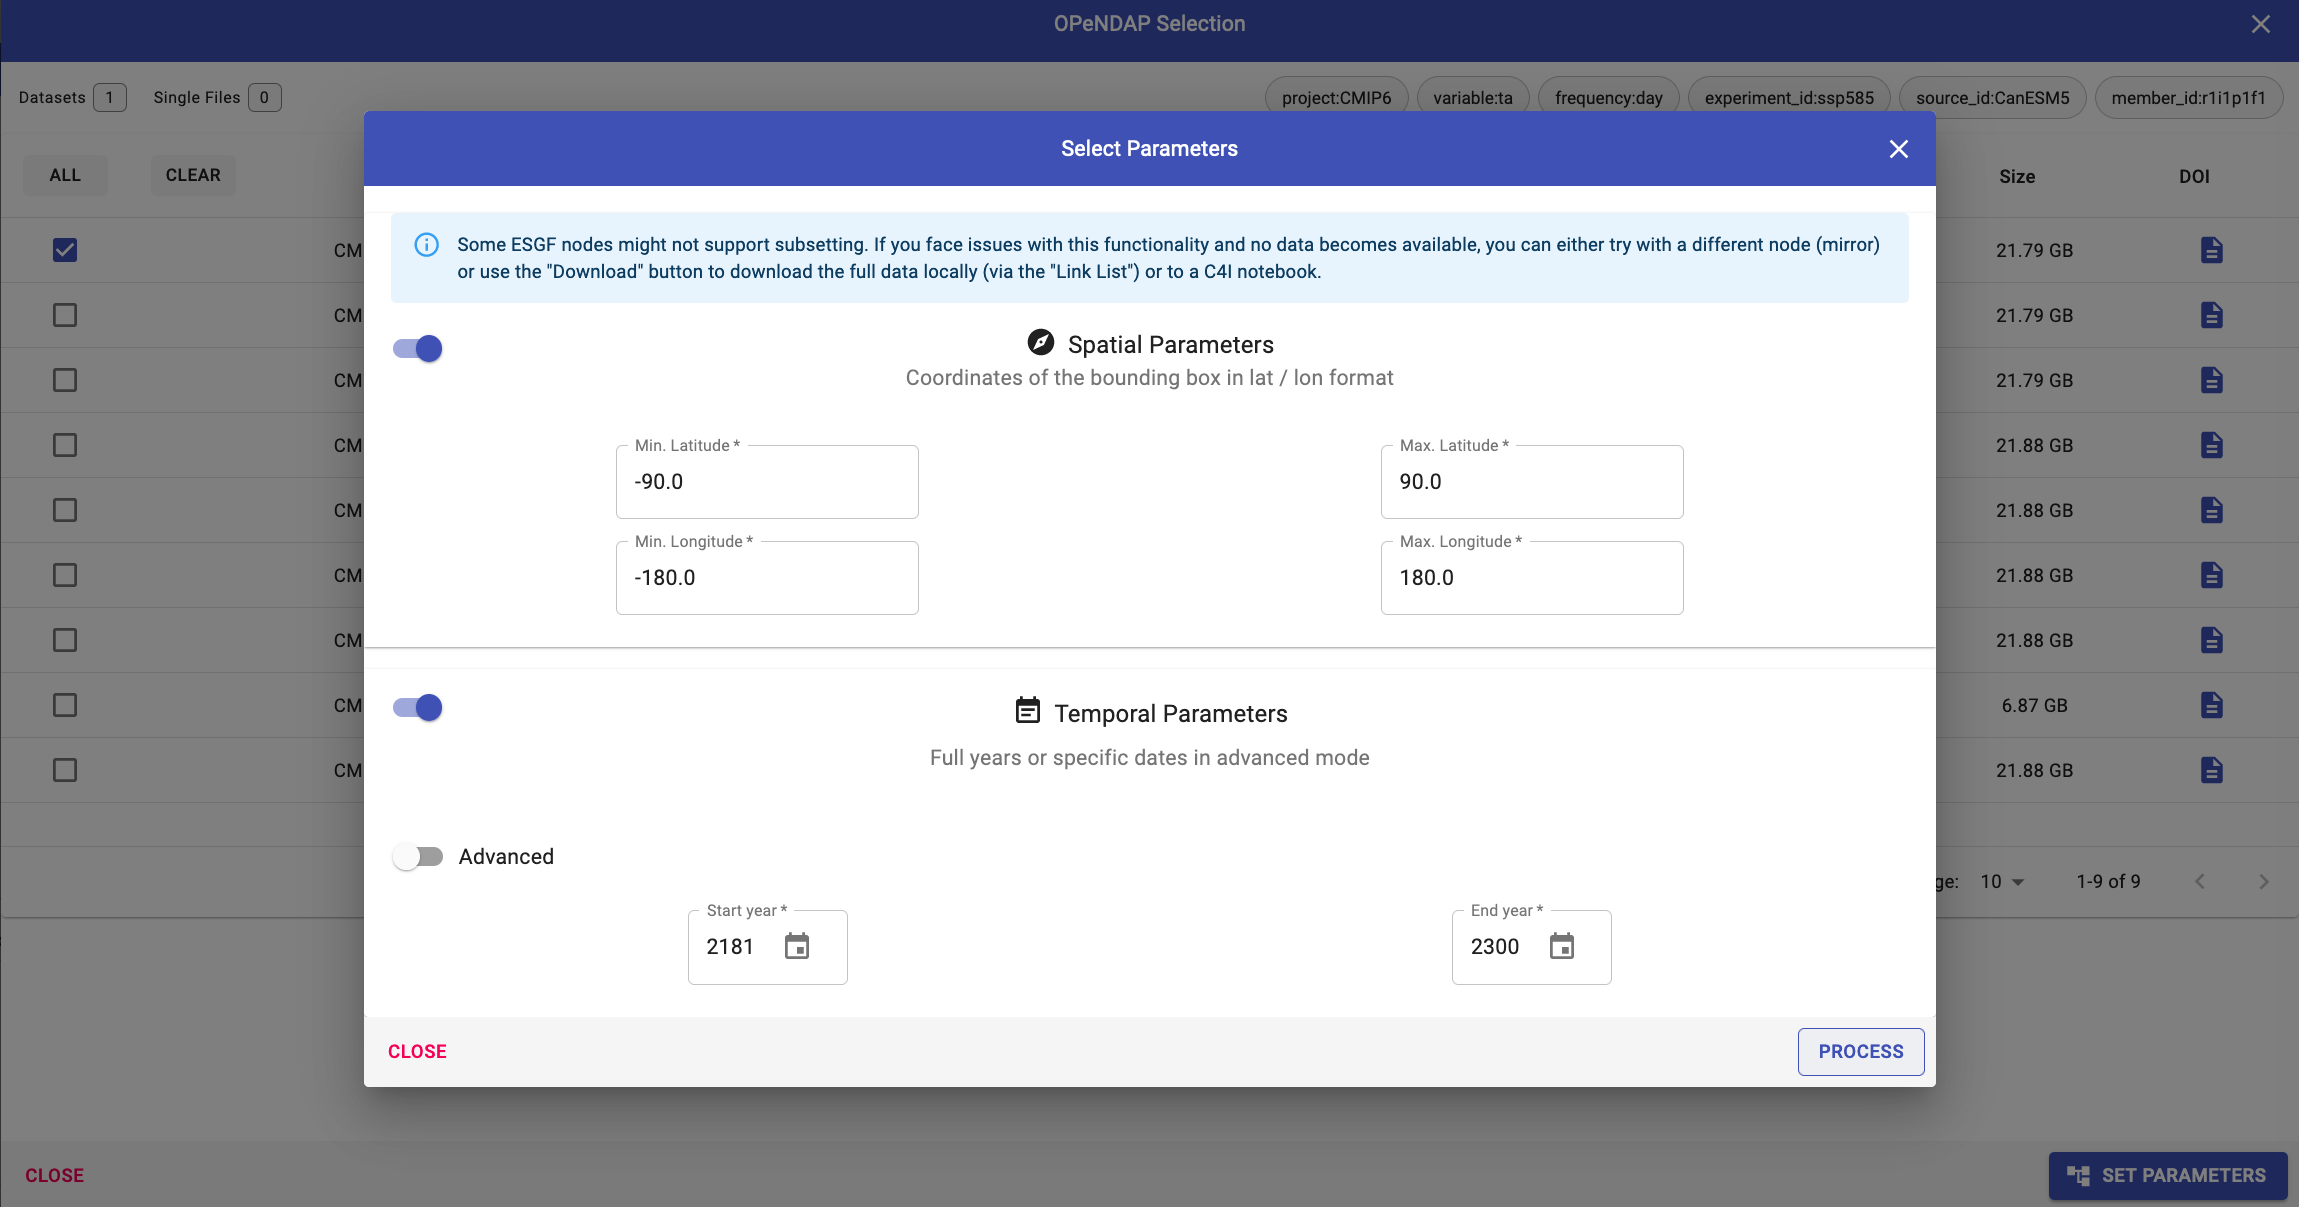 OPeNDAP Selection
Datasets 1 Single Files 0 project:CMIP6 variable:ta frequency:day experiment_id:ssp585 source_id:CanESM5 member_id:r1i1p1f1
Select Parameters
ALL CLEAR Size DOI
Some ESGF nodes might not support subsetting. If you face issues with this functionality and no data becomes available, you can either try with a different node (mirror)
or use the "Download" button to download the full data locally (via the "Link List") or to a C4I notebook.
CM 21.79 GB
CM 21.79 GB
Spatial Parameters
Coordinates of the bounding box in lat / lon format
CM 21.79 GB
Min. Latitude * Max. Latitude *
CM 21.88 GB
-90.0 90.0
CM 21.88 GB
Min. Longitude * Max. Longitude *
-180.0 180.0
CM 21.88 GB
CM 21.88 GB
CM 6.87 GB
Temporal Parameters
Full years or specific dates in advanced mode
CM 21.88 GB
Advanced
ge: 10 1-9 of 9
Start year * End year *
2181 2300
CLOSE PROCESS
CLOSE SET PARAMETERS